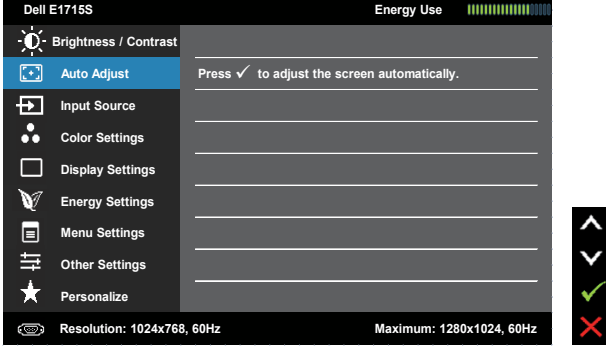 Dell E1715S Energy Use
Brightness / Contrast
Auto Adjust Press ✓ to adjust the screen automatically.
Input Source
Color Settings
Display Settings
Energy Settings
Menu Settings
Other Settings
Personalize
Resolution: 1024x768, 60Hz Maximum: 1280x1024, 60Hz